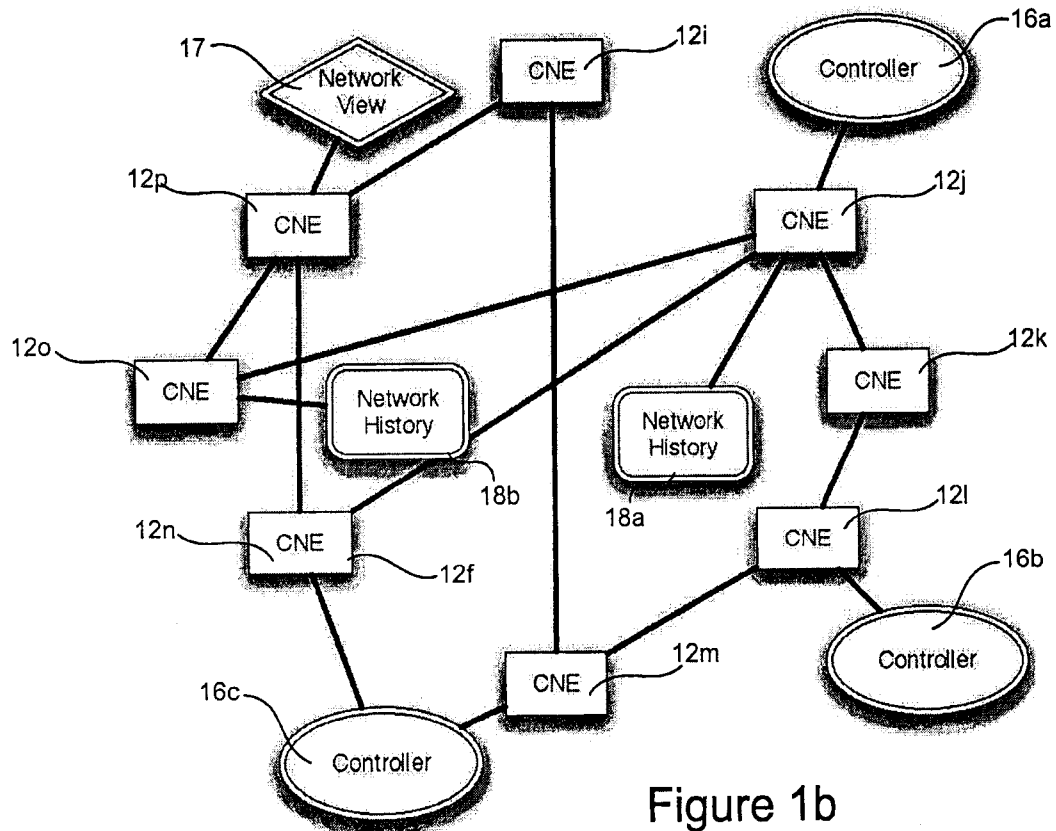 17
Network
View
CNE
12i
16a
Controller
12p
CNE
12j
CNE
12o
CNE
Network
History
18b
12k
CNE
Network
History
18a
12n
CNE
12f
12l
CNE
16b
Controller
12m
CNE
16c
Controller
Figure 1b